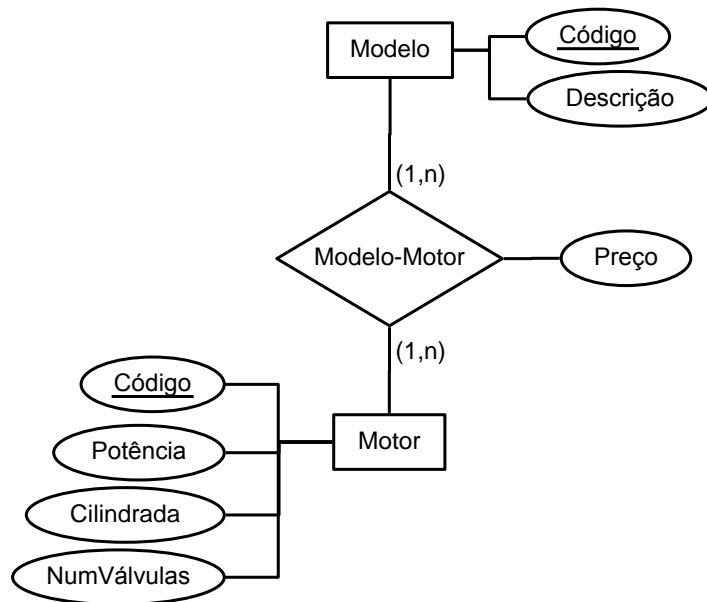 Modelo
Código
Descrição
(1,n)
Modelo-Motor
Preço
(1,n)
Código
Potência
Motor
Cilindrada
NumVálvulas